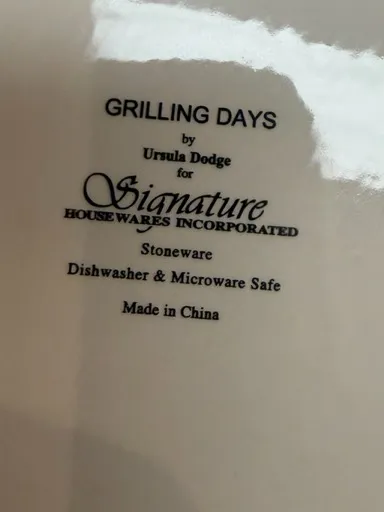 GRILLING DAYS
by
Ursula Dodge
for
Signature
HOUSEWARES INCORPORATED
Stoneware
Dishwasher & Microware Safe
Made in China